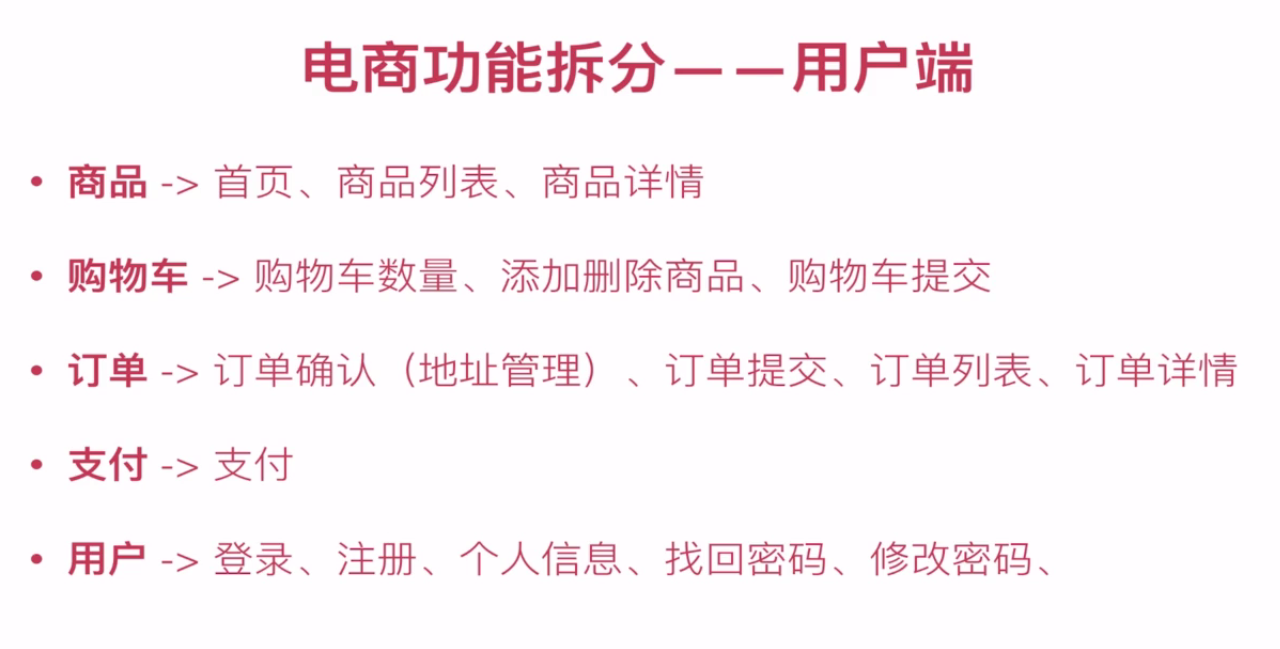 电商功能拆分——用户端
• 商品 -> 首页、商品列表、商品详情
• 购物车 -> 购物车数量、添加删除商品、购物车提交
• 订单 -> 订单确认（地址管理）、订单提交、订单列表、订单详情
• 支付 -> 支付
• 用户 -> 登录、注册、个人信息、找回密码、修改密码、